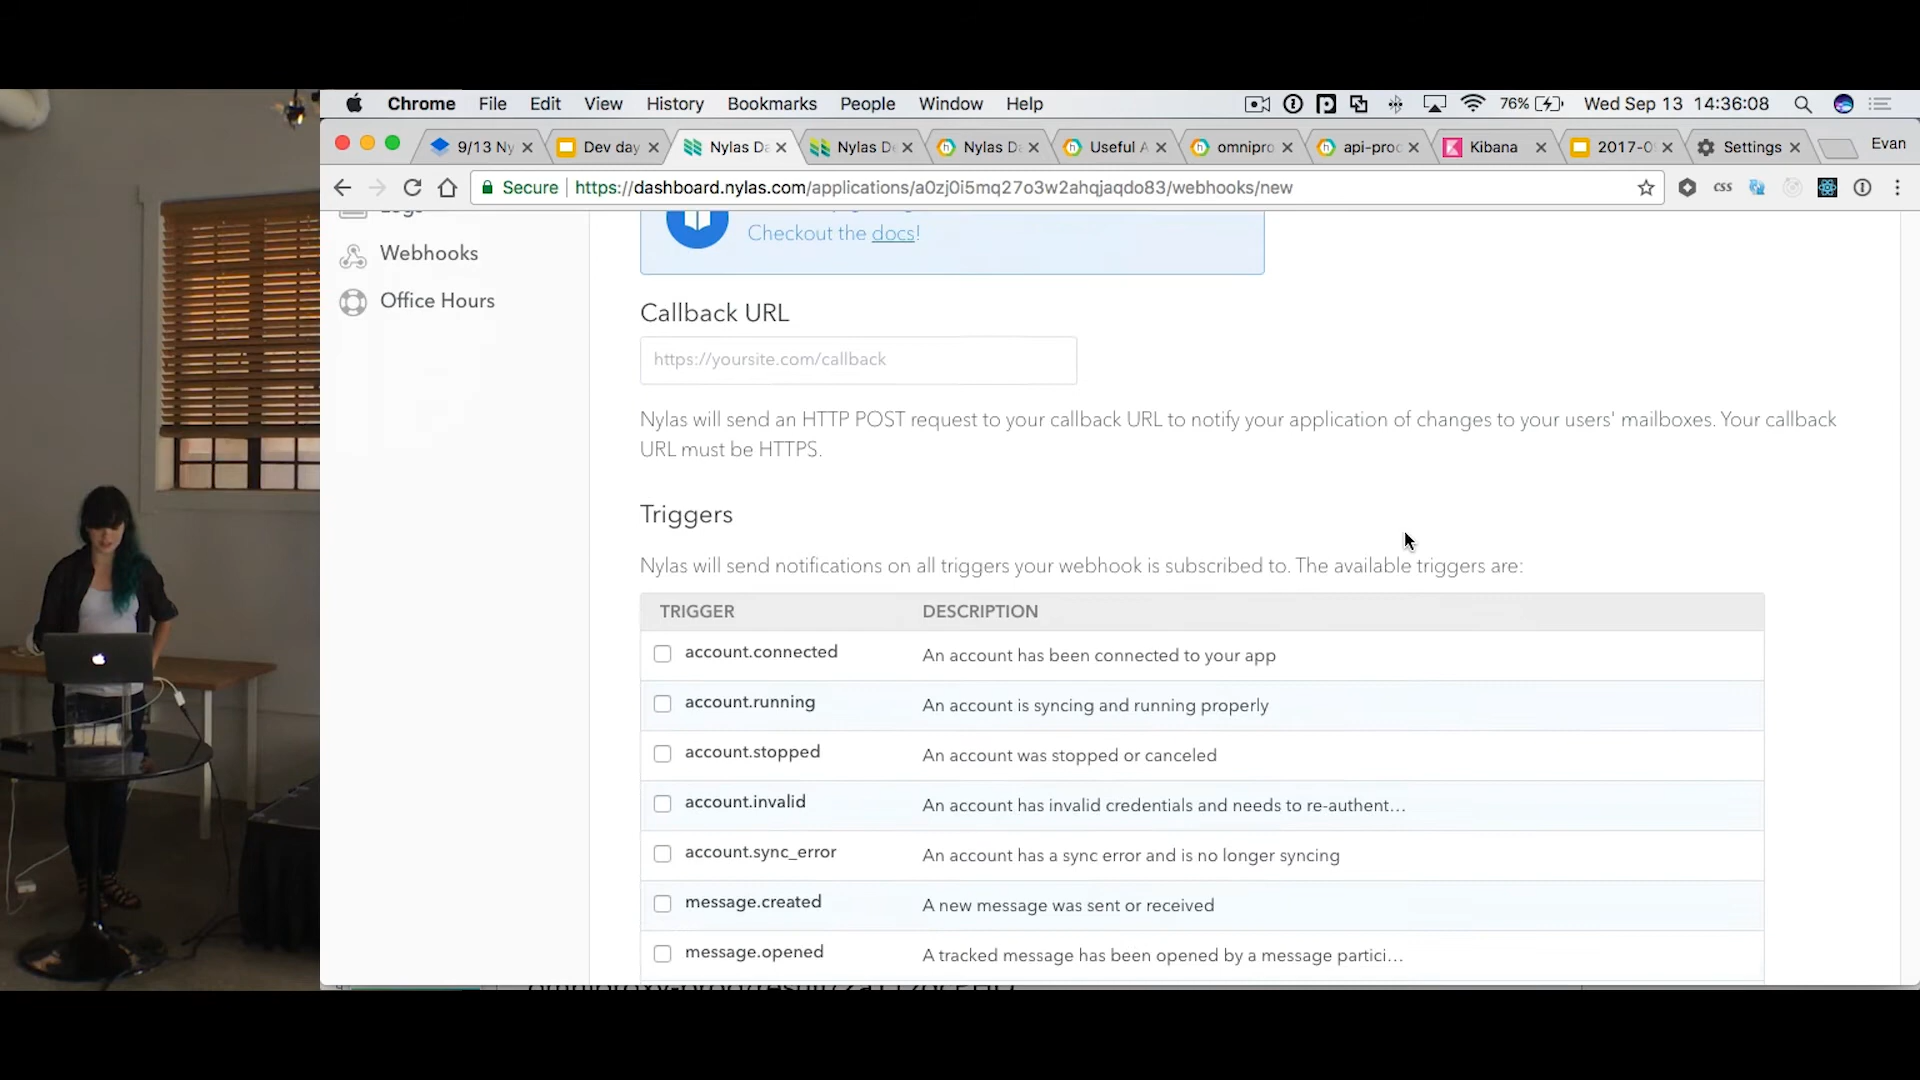 Chrome File Edit View History Bookmarks People Window Help 76% Wed Sep 13 14:36:08
9/13 Ny Dev day Nylas Da Nylas De Nylas D Useful A omnipro api-proc Kibana 2017-0 Settings Evan
Secure https://dashboard.nylas.com/applications/a0zj0i5mq27o3w2ahqjaqdo83/webhooks/new css
Logs
Webhooks
Office Hours
Checkout the docs!
Callback URL
https://yoursite.com/callback
Nylas will send an HTTP POST request to your callback URL to notify your application of changes to your users' mailboxes. Your callback
URL must be HTTPS.
Triggers
Nylas will send notifications on all triggers your webhook is subscribed to. The available triggers are:
TRIGGER DESCRIPTION
account.connected An account has been connected to your app
account.running An account is syncing and running properly
account.stopped An account was stopped or canceled
account.invalid An account has invalid credentials and needs to re-authent...
account.sync_error An account has a sync error and is no longer syncing
message.created A new message was sent or received
message.opened A tracked message has been opened by a message partici...